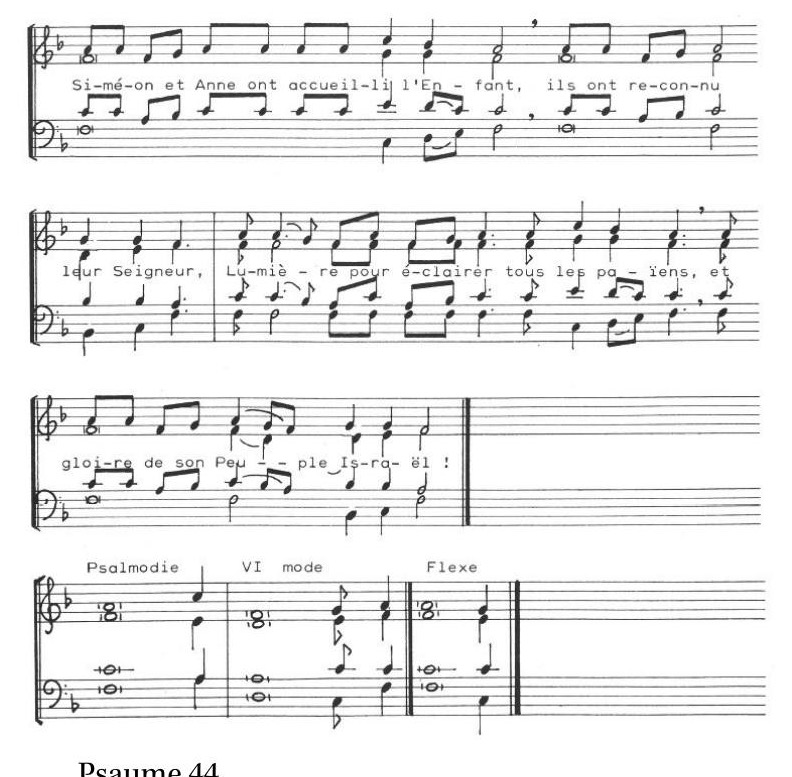 Si-mé-on et Anne ont accueil-li l'En - fant, ils ont re-con-nu
leur Seigneur, Lu-miè - re pour é-clairer tous les pa - ïens, et
gloi-re de son Peu - - ple Is-ra- ël !
Psalmodie VI mode Flexe
Psaume 44